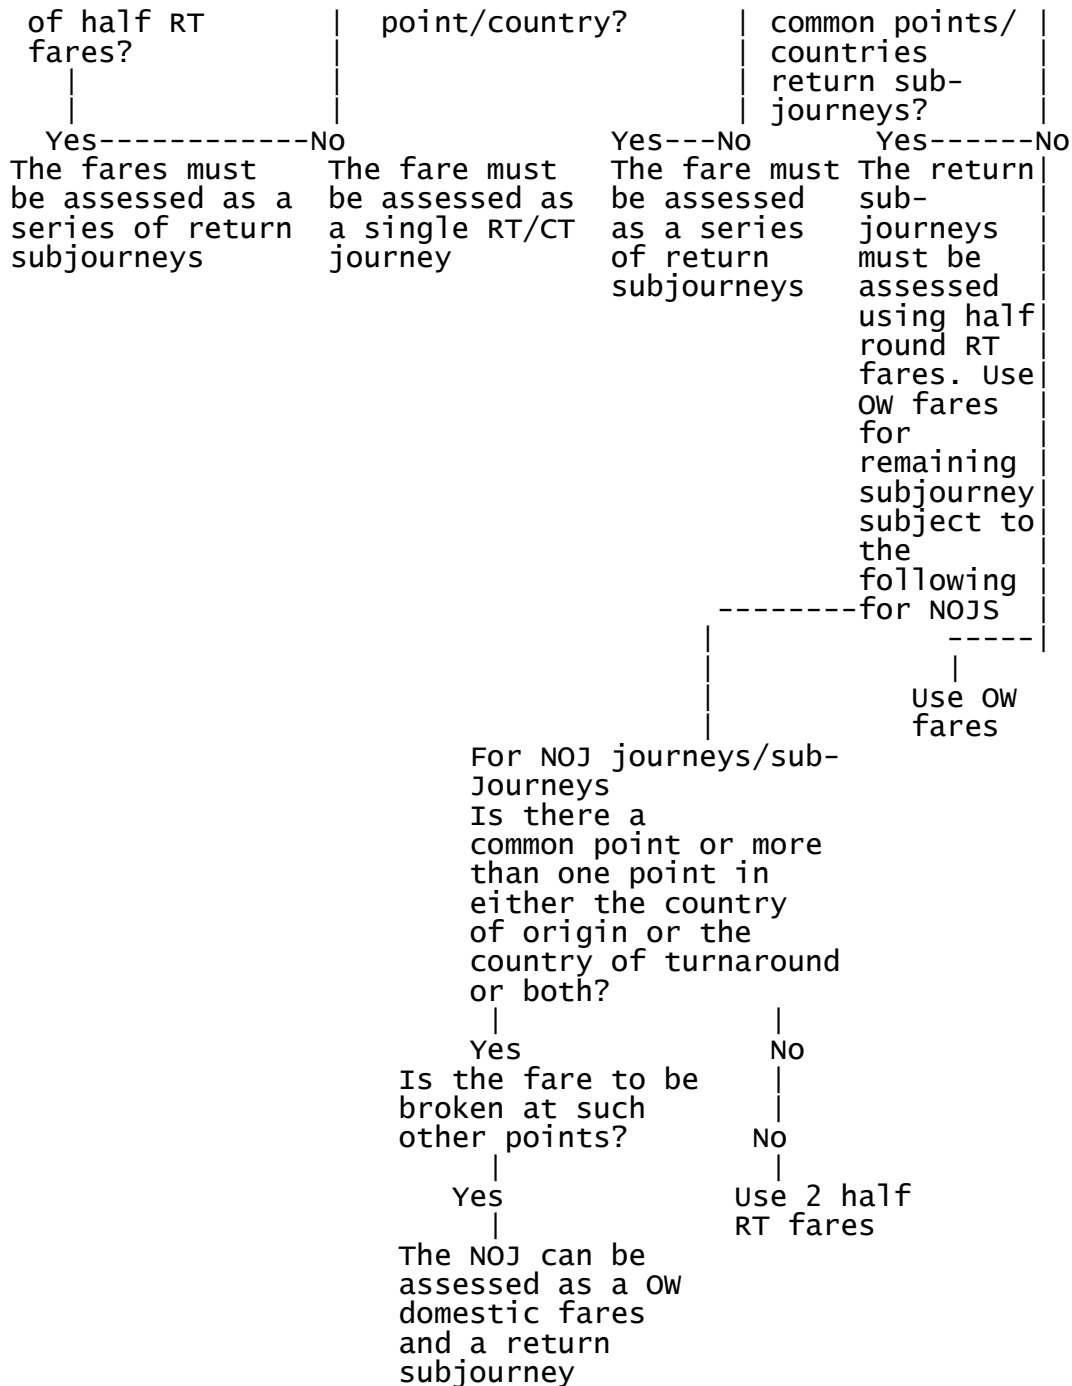 of half RT | point/country? | common points/ |
fares? | | countries |
| | | return sub- |
| | | journeys? |
Yes------------No Yes---No Yes------No
The fares must The fare must The fare must The return|
be assessed as a be assessed as be assessed sub- |
series of return a single RT/CT as a series journeys |
subjourneys journey of return must be |
subjourneys assessed |
using half|
round RT |
fares. Use|
OW fares |
for |
remaining |
subjourney|
subject to|
the |
following |
--------for NOJS |
| -----|
| |
| Use OW
| fares
For NOJ journeys/sub-
Journeys
Is there a
common point or more
than one point in
either the country
of origin or the
country of turnaround
or both?
| |
Yes No
Is the fare to be |
broken at such |
other points? No
| |
Yes Use 2 half
| RT fares
The NOJ can be
assessed as a OW
domestic fares
and a return
subjourney